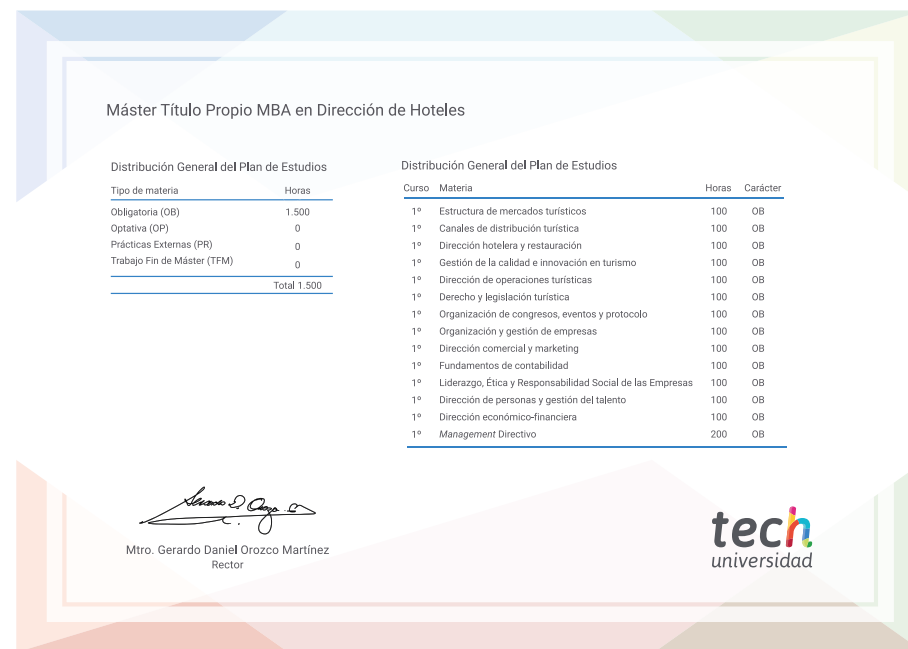 Máster Título Propio MBA en Dirección de Hoteles
Distribución General del Plan de Estudios
Tipo de materia Horas
Obligatoria (OB) 1.500
Optativa (OP) 0
Prácticas Externas (PR) 0
Trabajo Fin de Máster (TFM) 0
Total 1.500
Distribución General del Plan de Estudios
Curso Materia Horas Carácter
1º Estructura de mercados turísticos 100 OB
1º Canales de distribución turística 100 OB
1º Dirección hotelera y restauración 100 OB
1º Gestión de la calidad e innovación en turismo 100 OB
1º Dirección de operaciones turísticas 100 OB
1º Derecho y legislación turística 100 OB
1º Organización de congresos, eventos y protocolo 100 OB
1º Organización y gestión de empresas 100 OB
1º Dirección comercial y marketing 100 OB
1º Fundamentos de contabilidad 100 OB
1º Liderazgo, Ética y Responsabilidad Social de las Empresas 100 OB
1º Dirección de personas y gestión del talento 100 OB
1º Dirección económico-financiera 100 OB
1º Management Directivo 200 OB
Mtro. Gerardo Daniel Orozco Martínez
Rector
tech
universidad